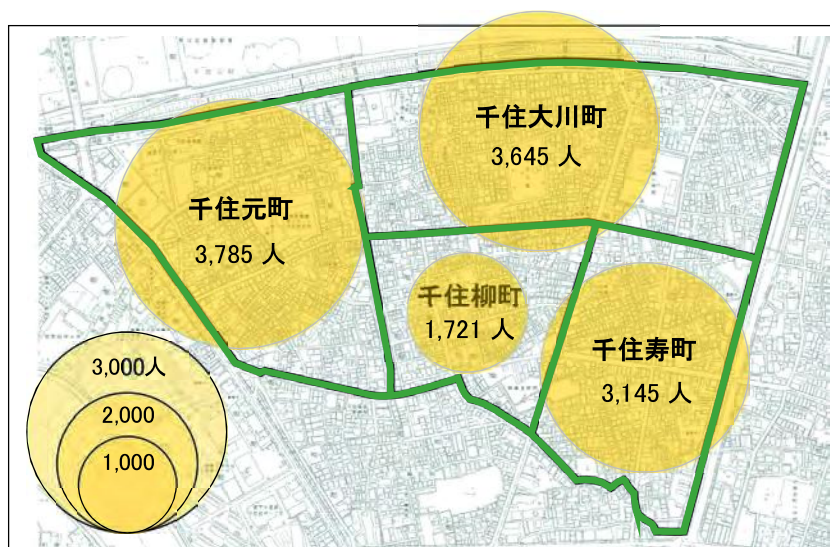 千住大川町
3,645 人
千住元町
3,785 人
千住柳町
1,721 人
千住寿町
3,145 人
3,000人
2,000
1,000